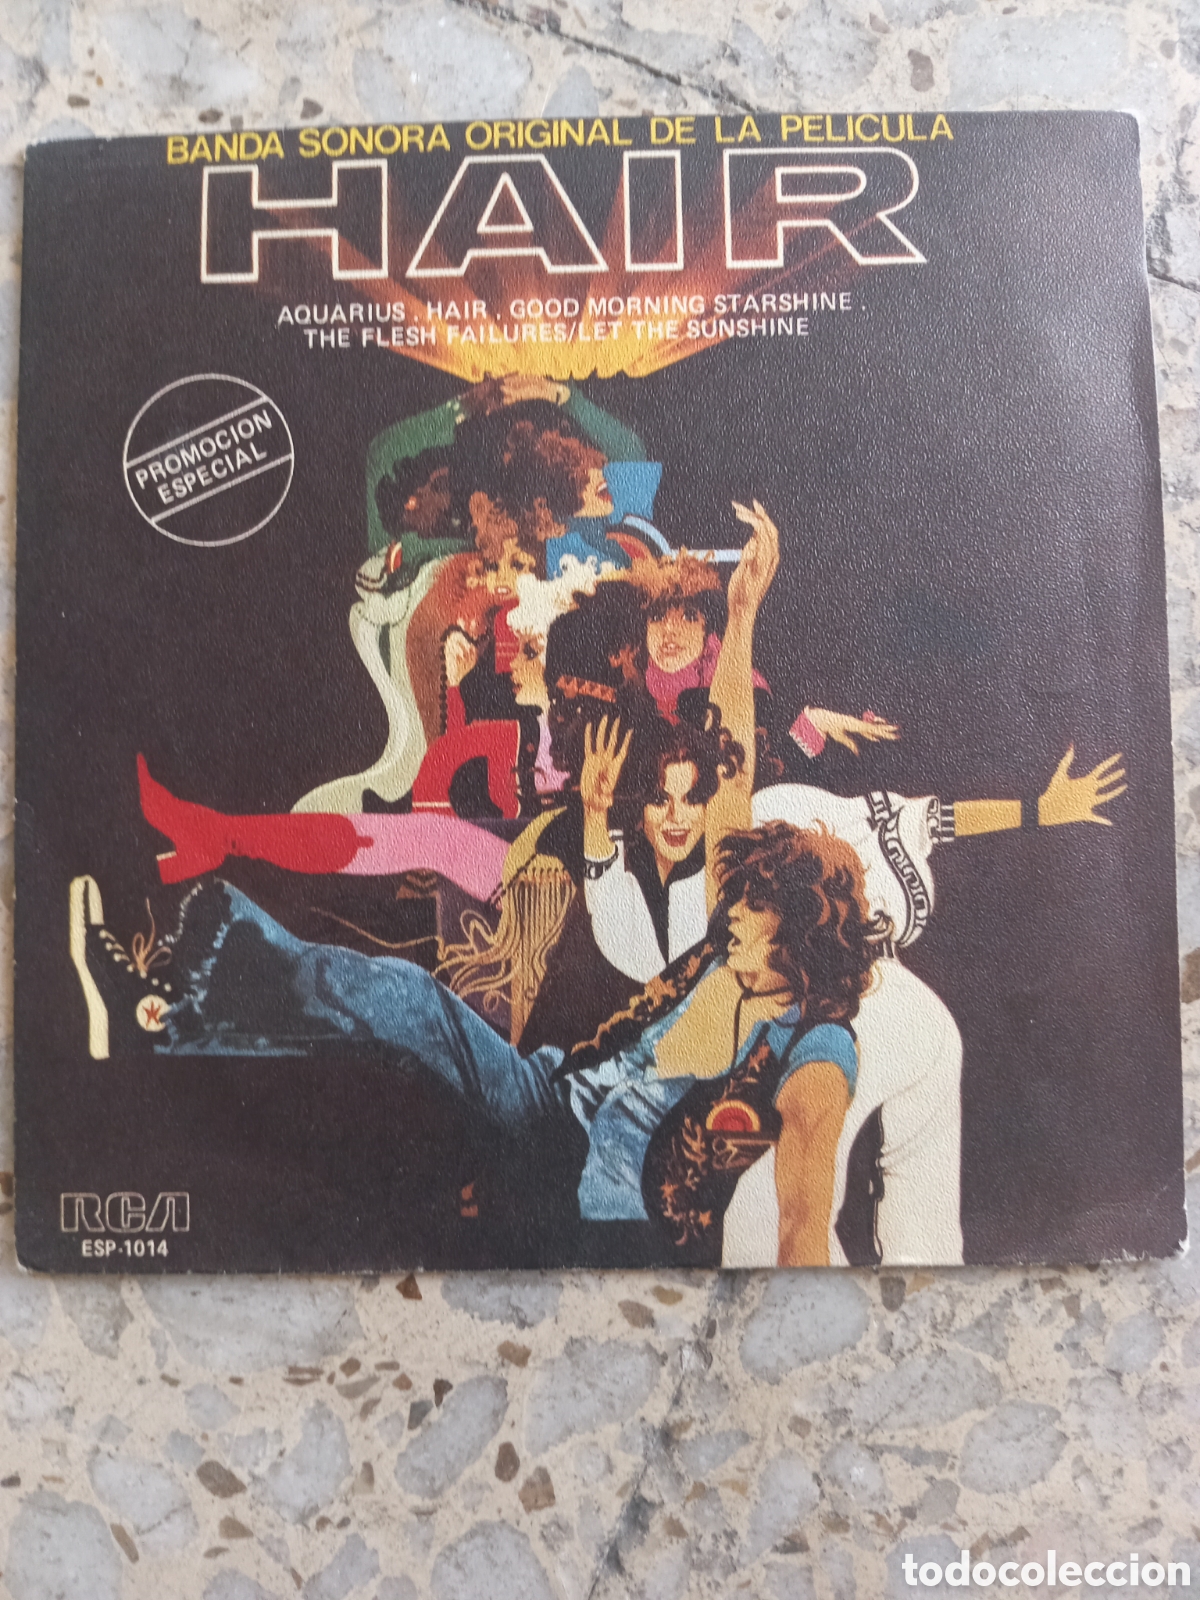 BANDA SONORA ORIGINAL DE LA PELICULA
HAIR
AQUARIUS . HAIR . GOOD MORNING STARSHINE .
THE FLESH FAILURES/LET THE SUNSHINE
PROMOCION
ESPECIAL
RCA
ESP-1014
todocoleccion